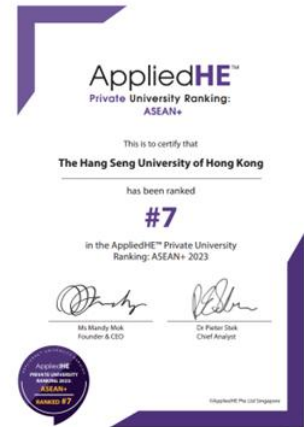 AppliedHE™
Private University Ranking:
ASEAN+
This is to certify that
The Hang Seng University of Hong Kong
has been ranked
#7
in the AppliedHE™ Private University
Ranking: ASEAN+ 2023
Ms Mandy Mok
Founder & CEO
Dr Pieter Stek
Chief Analyst
AppliedHE
PRIVATE UNIVERSITY
RANKING 2023
ASEAN+
RANKED #7
©AppliedHE Pte Ltd Singapore